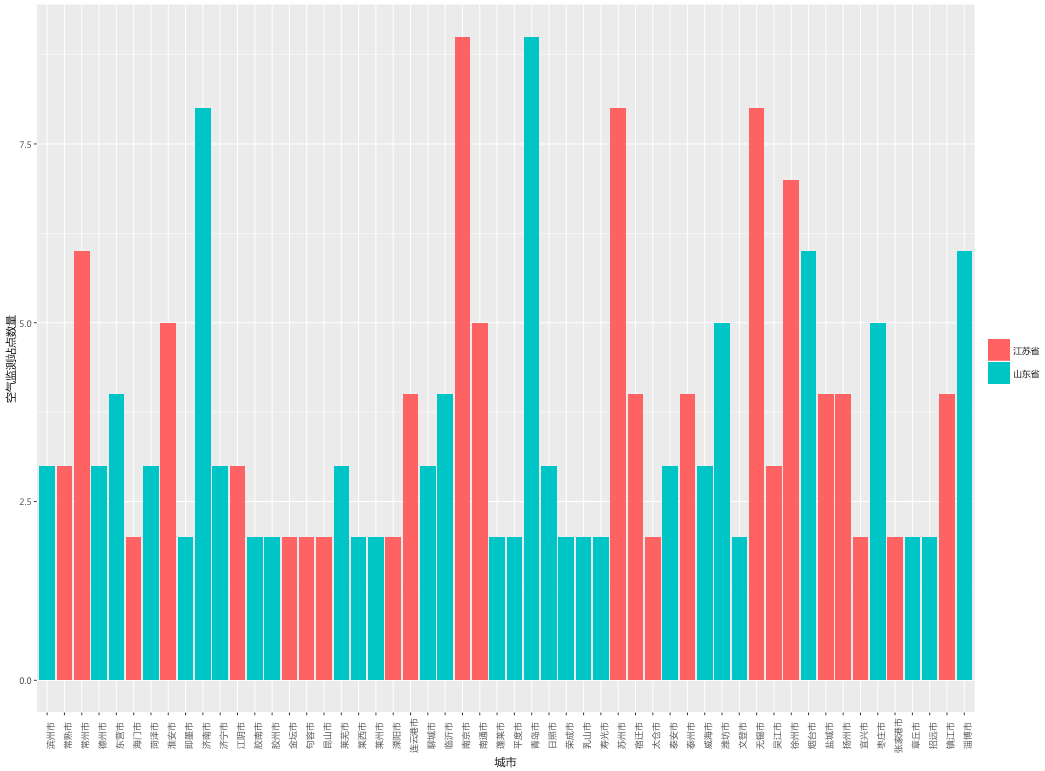 空气监测站点数量
7.5
5.0
2.5
0.0
滨州市
常熟市
常州市
德州市
东营市
海门市
菏泽市
淮安市
即墨市
济南市
济宁市
江阴市
胶南市
胶州市
金坛市
句容市
昆山市
莱芜市
莱西市
莱州市
溧阳市
连云港市
聊城市
临沂市
南京市
南通市
蓬莱市
平度市
青岛市
日照市
荣成市
乳山市
寿光市
苏州市
宿迁市
太仓市
泰安市
泰州市
威海市
潍坊市
文登市
无锡市
吴江市
徐州市
烟台市
盐城市
扬州市
宜兴市
枣庄市
张家港市
章丘市
招远市
镇江市
淄博市
城市
江苏省
山东省